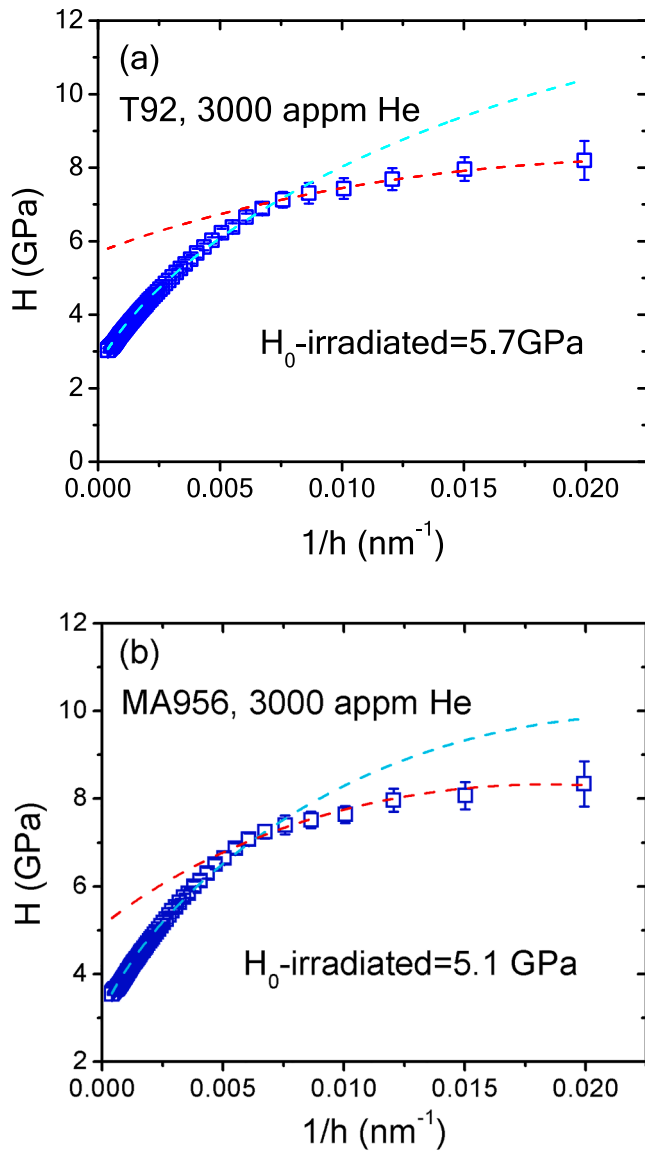 (a)
T92, 3000 appm He
H (GPa)
12
10
8
6
4
2
0
H₀-irradiated=5.7GPa
0.000 0.005 0.010 0.015 0.020
1/h (nm⁻¹)
(b)
MA956, 3000 appm He
H (GPa)
12
10
8
6
4
2
H₀-irradiated=5.1 GPa
0.000 0.005 0.010 0.015 0.020
1/h (nm⁻¹)